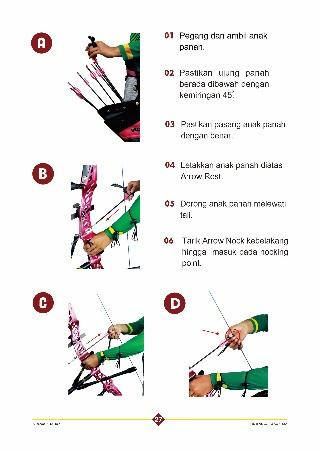 A
01 Pegang dan ambil anak
panah.
02 Pastikan ujung panah
berada dibawah dengan
kemiringan 45°.
03 Pastikan pasang anak panah
dengan benar.
B
04 Letakkan anak panah diatas
Arrow Rest.
05 Dorong anak panah melewati
tali.
06 Tarik Arrow Nock kebelakang
hingga masuk pada nocking
point.
C
D
27